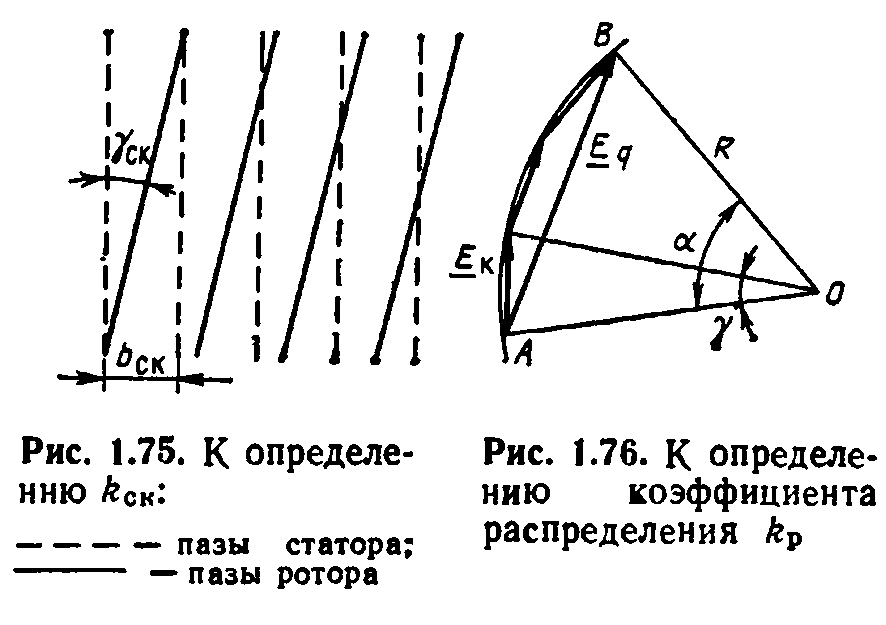 γск
bск
B
R
E q
α
E к
γ
O
A
Рис. 1.75. К определе-
нню kск:
– – – – – пазы статора;
——— — пазы ротора
Рис. 1.76. К определе-
нию коэффициента
распределения kр